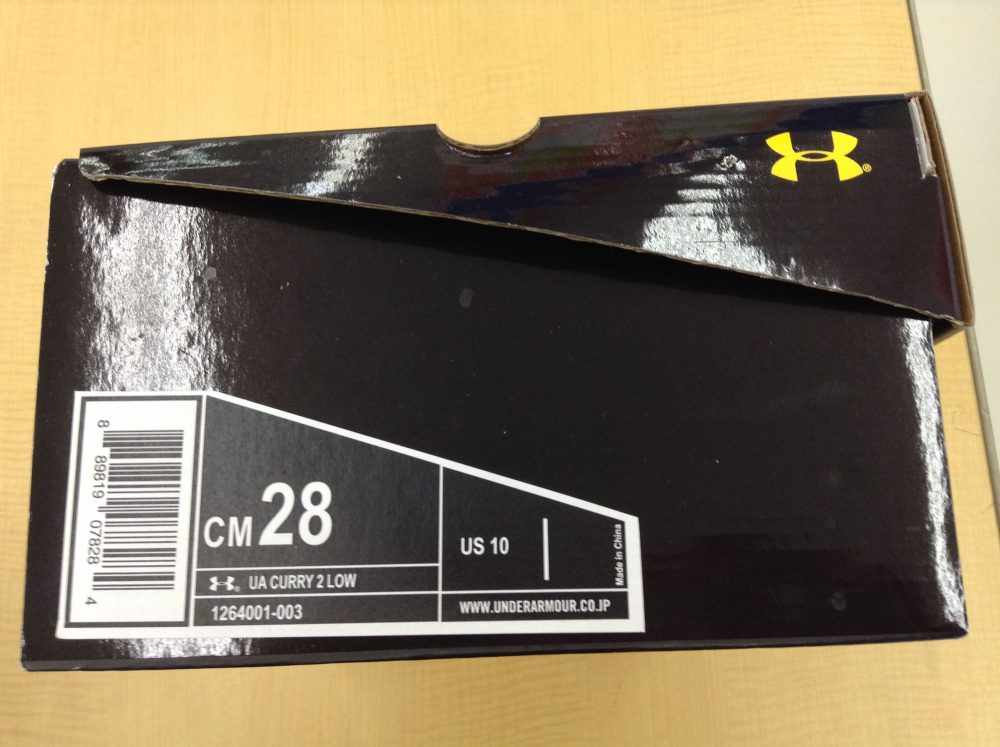 ®
8 89819 07828 4
CM 28
® UA CURRY 2 LOW
1264001-003
US 10
Made in China
WWW.UNDERARMOUR.CO.JP